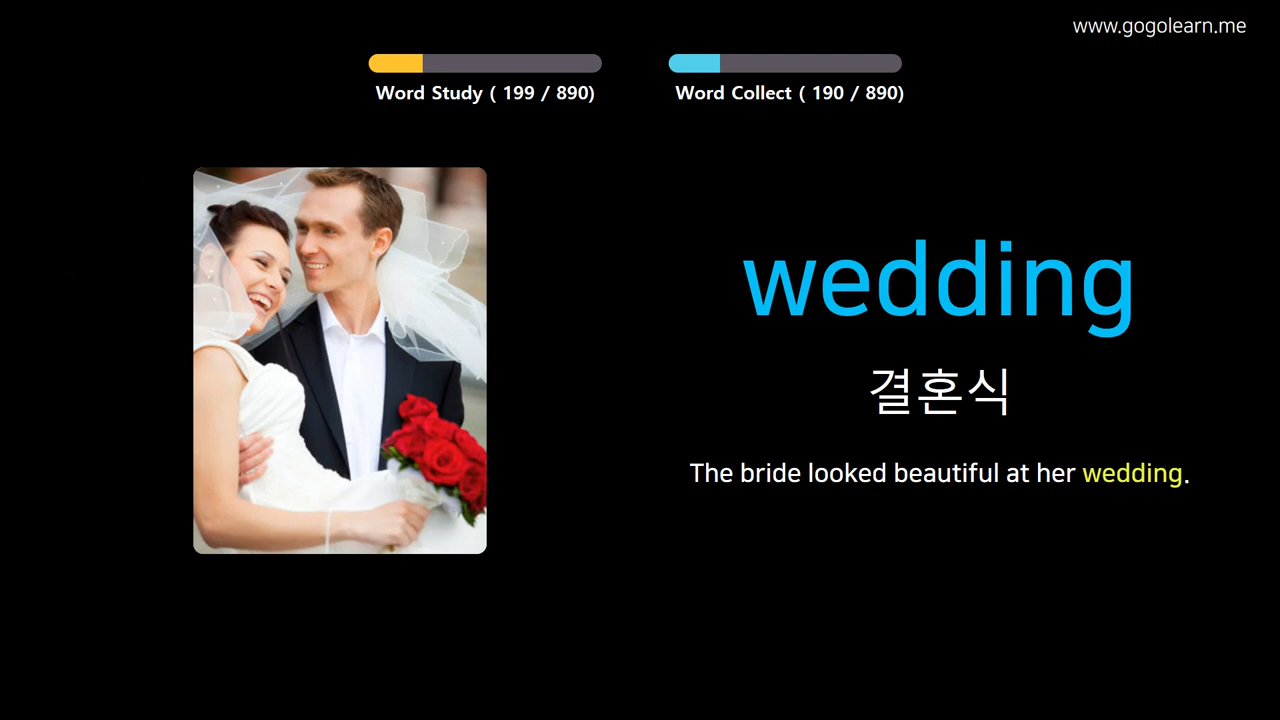 www.gogolearn.me
Word Study ( 199 / 890)
Word Collect ( 190 / 890)
wedding
결혼식
The bride looked beautiful at her wedding.